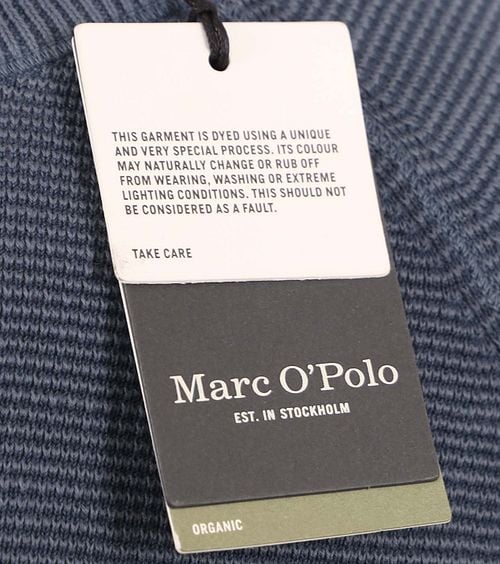 THIS GARMENT IS DYED USING A UNIQUE
AND VERY SPECIAL PROCESS. ITS COLOUR
MAY NATURALLY CHANGE OR RUB OFF
FROM WEARING, WASHING OR EXTREME
LIGHTING CONDITIONS. THIS SHOULD NOT
BE CONSIDERED AS A FAULT.
TAKE CARE
Marc O'Polo
EST. IN STOCKHOLM
ORGANIC